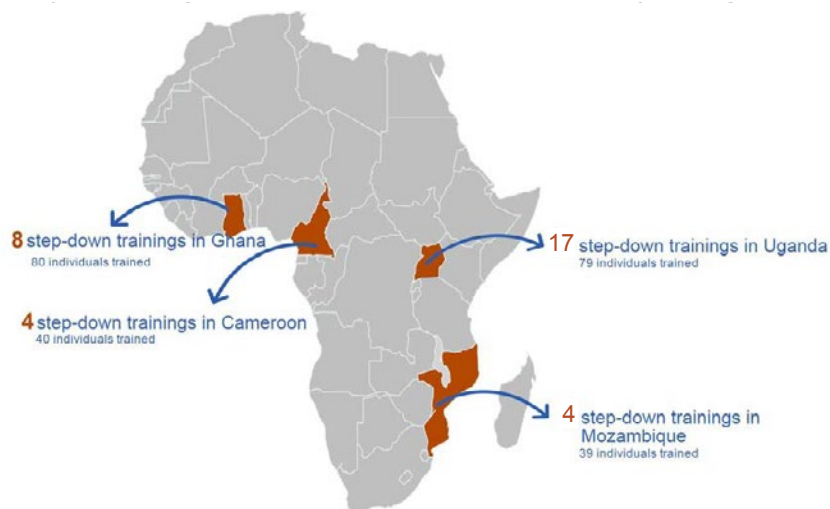 8 step-down trainings in Ghana
80 individuals trained
4 step-down trainings in Cameroon
40 individuals trained
17 step-down trainings in Uganda
79 individuals trained
4 step-down trainings in
Mozambique
39 individuals trained